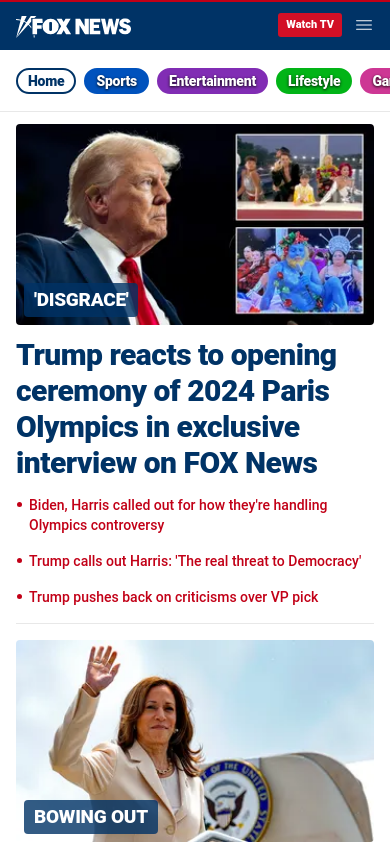 FOX NEWS
Watch TV
Home
Sports
Entertainment
Lifestyle
'DISGRACE'
Trump reacts to opening
ceremony of 2024 Paris
Olympics in exclusive
interview on FOX News
• Biden, Harris called out for how they're handling
Olympics controversy
• Trump calls out Harris: 'The real threat to Democracy'
• Trump pushes back on criticisms over VP pick
BOWING OUT